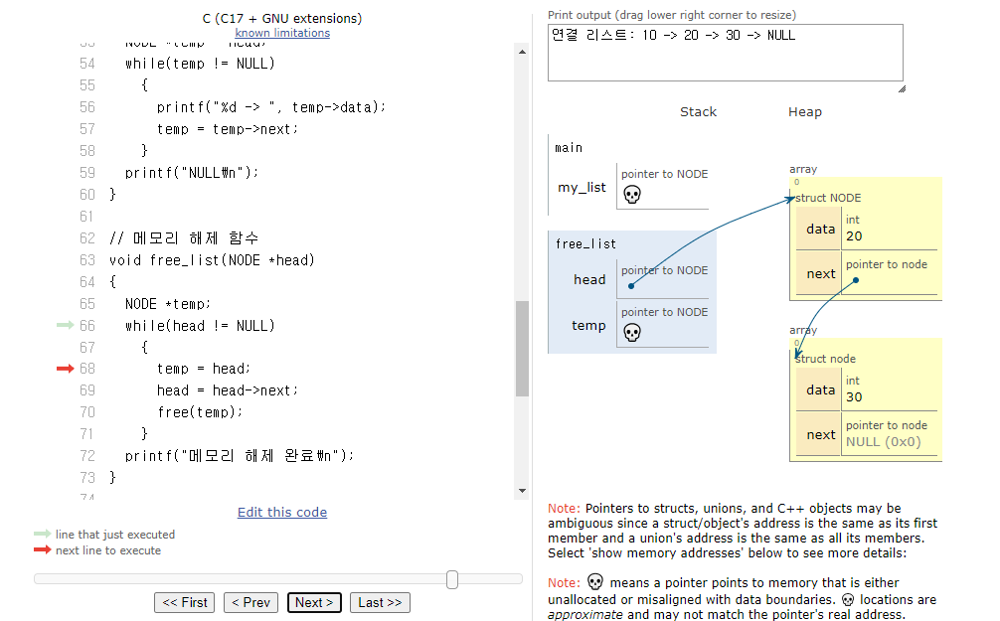 C (C17 + GNU extensions)
known limitations
53 NODE *temp = head;
54 while(temp != NULL)
55 {
56 printf("%d -> ", temp->data);
57 temp = temp->next;
58 }
59 printf("NULL₩n");
60 }
61
62 // 메모리 해제 함수
63 void free_list(NODE *head)
64 {
65 NODE *temp;
66 while(head != NULL)
67 {
68 temp = head;
69 head = head->next;
70 free(temp);
71 }
72 printf("메모리 해제 완료₩n");
73 }
74
Edit this code
line that just executed
next line to execute
<< First
< Prev
Next >
Last >>
Print output (drag lower right corner to resize)
연결 리스트: 10 -> 20 -> 30 -> NULL
Stack
Heap
main
my_list
pointer to NODE
free_list
head
pointer to NODE
temp
pointer to NODE
array
0
struct NODE
data
int
20
next
pointer to node
array
0
struct node
data
int
30
next
pointer to node
NULL (0x0)
Note: Pointers to structs, unions, and C++ objects may be
ambiguous since a struct/object's address is the same as its first
member and a union's address is the same as all its members.
Select 'show memory addresses' below to see more details:
Note: means a pointer points to memory that is either
unallocated or misaligned with data boundaries. locations are
approximate and may not match the pointer's real address.